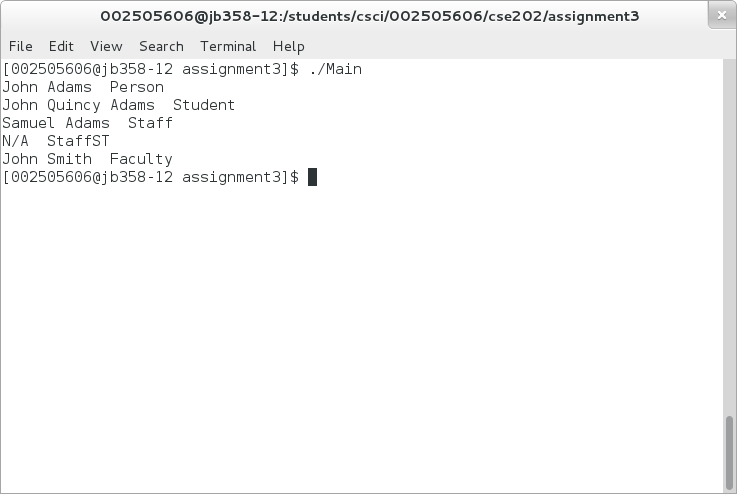 002505606@jb358-12:/students/csci/002505606/cse202/assignment3
File Edit View Search Terminal Help
[002505606@jb358-12 assignment3]$ ./Main
John Adams  Person
John Quincy Adams  Student
Samuel Adams  Staff
N/A  StaffST
John Smith  Faculty
[002505606@jb358-12 assignment3]$